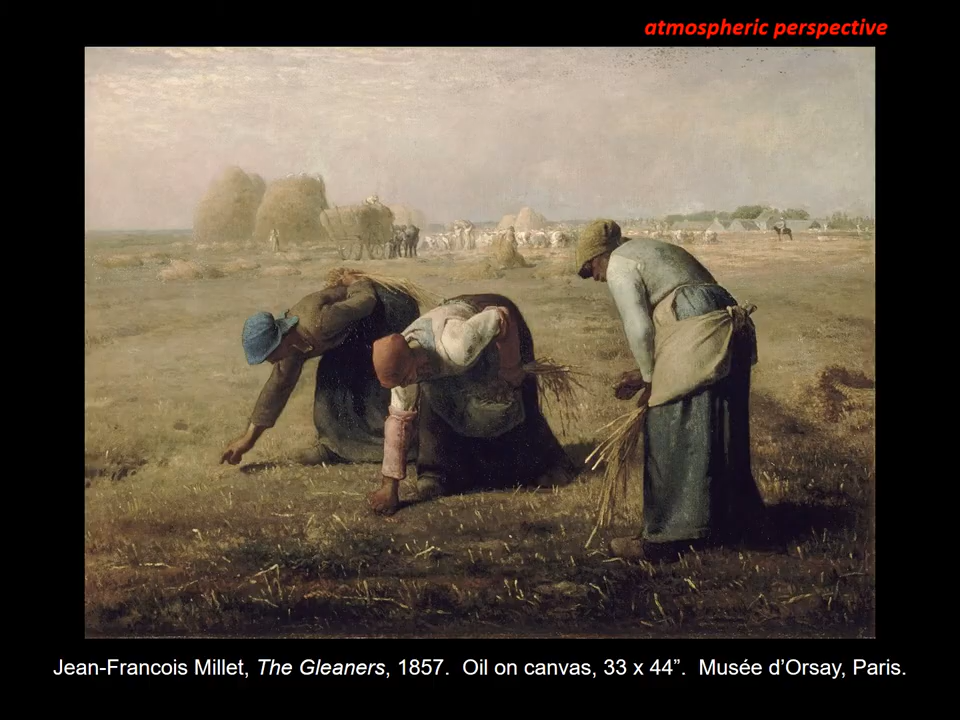 atmospheric perspective
Jean-Francois Millet, The Gleaners, 1857.  Oil on canvas, 33 x 44”.  Musée d’Orsay, Paris.